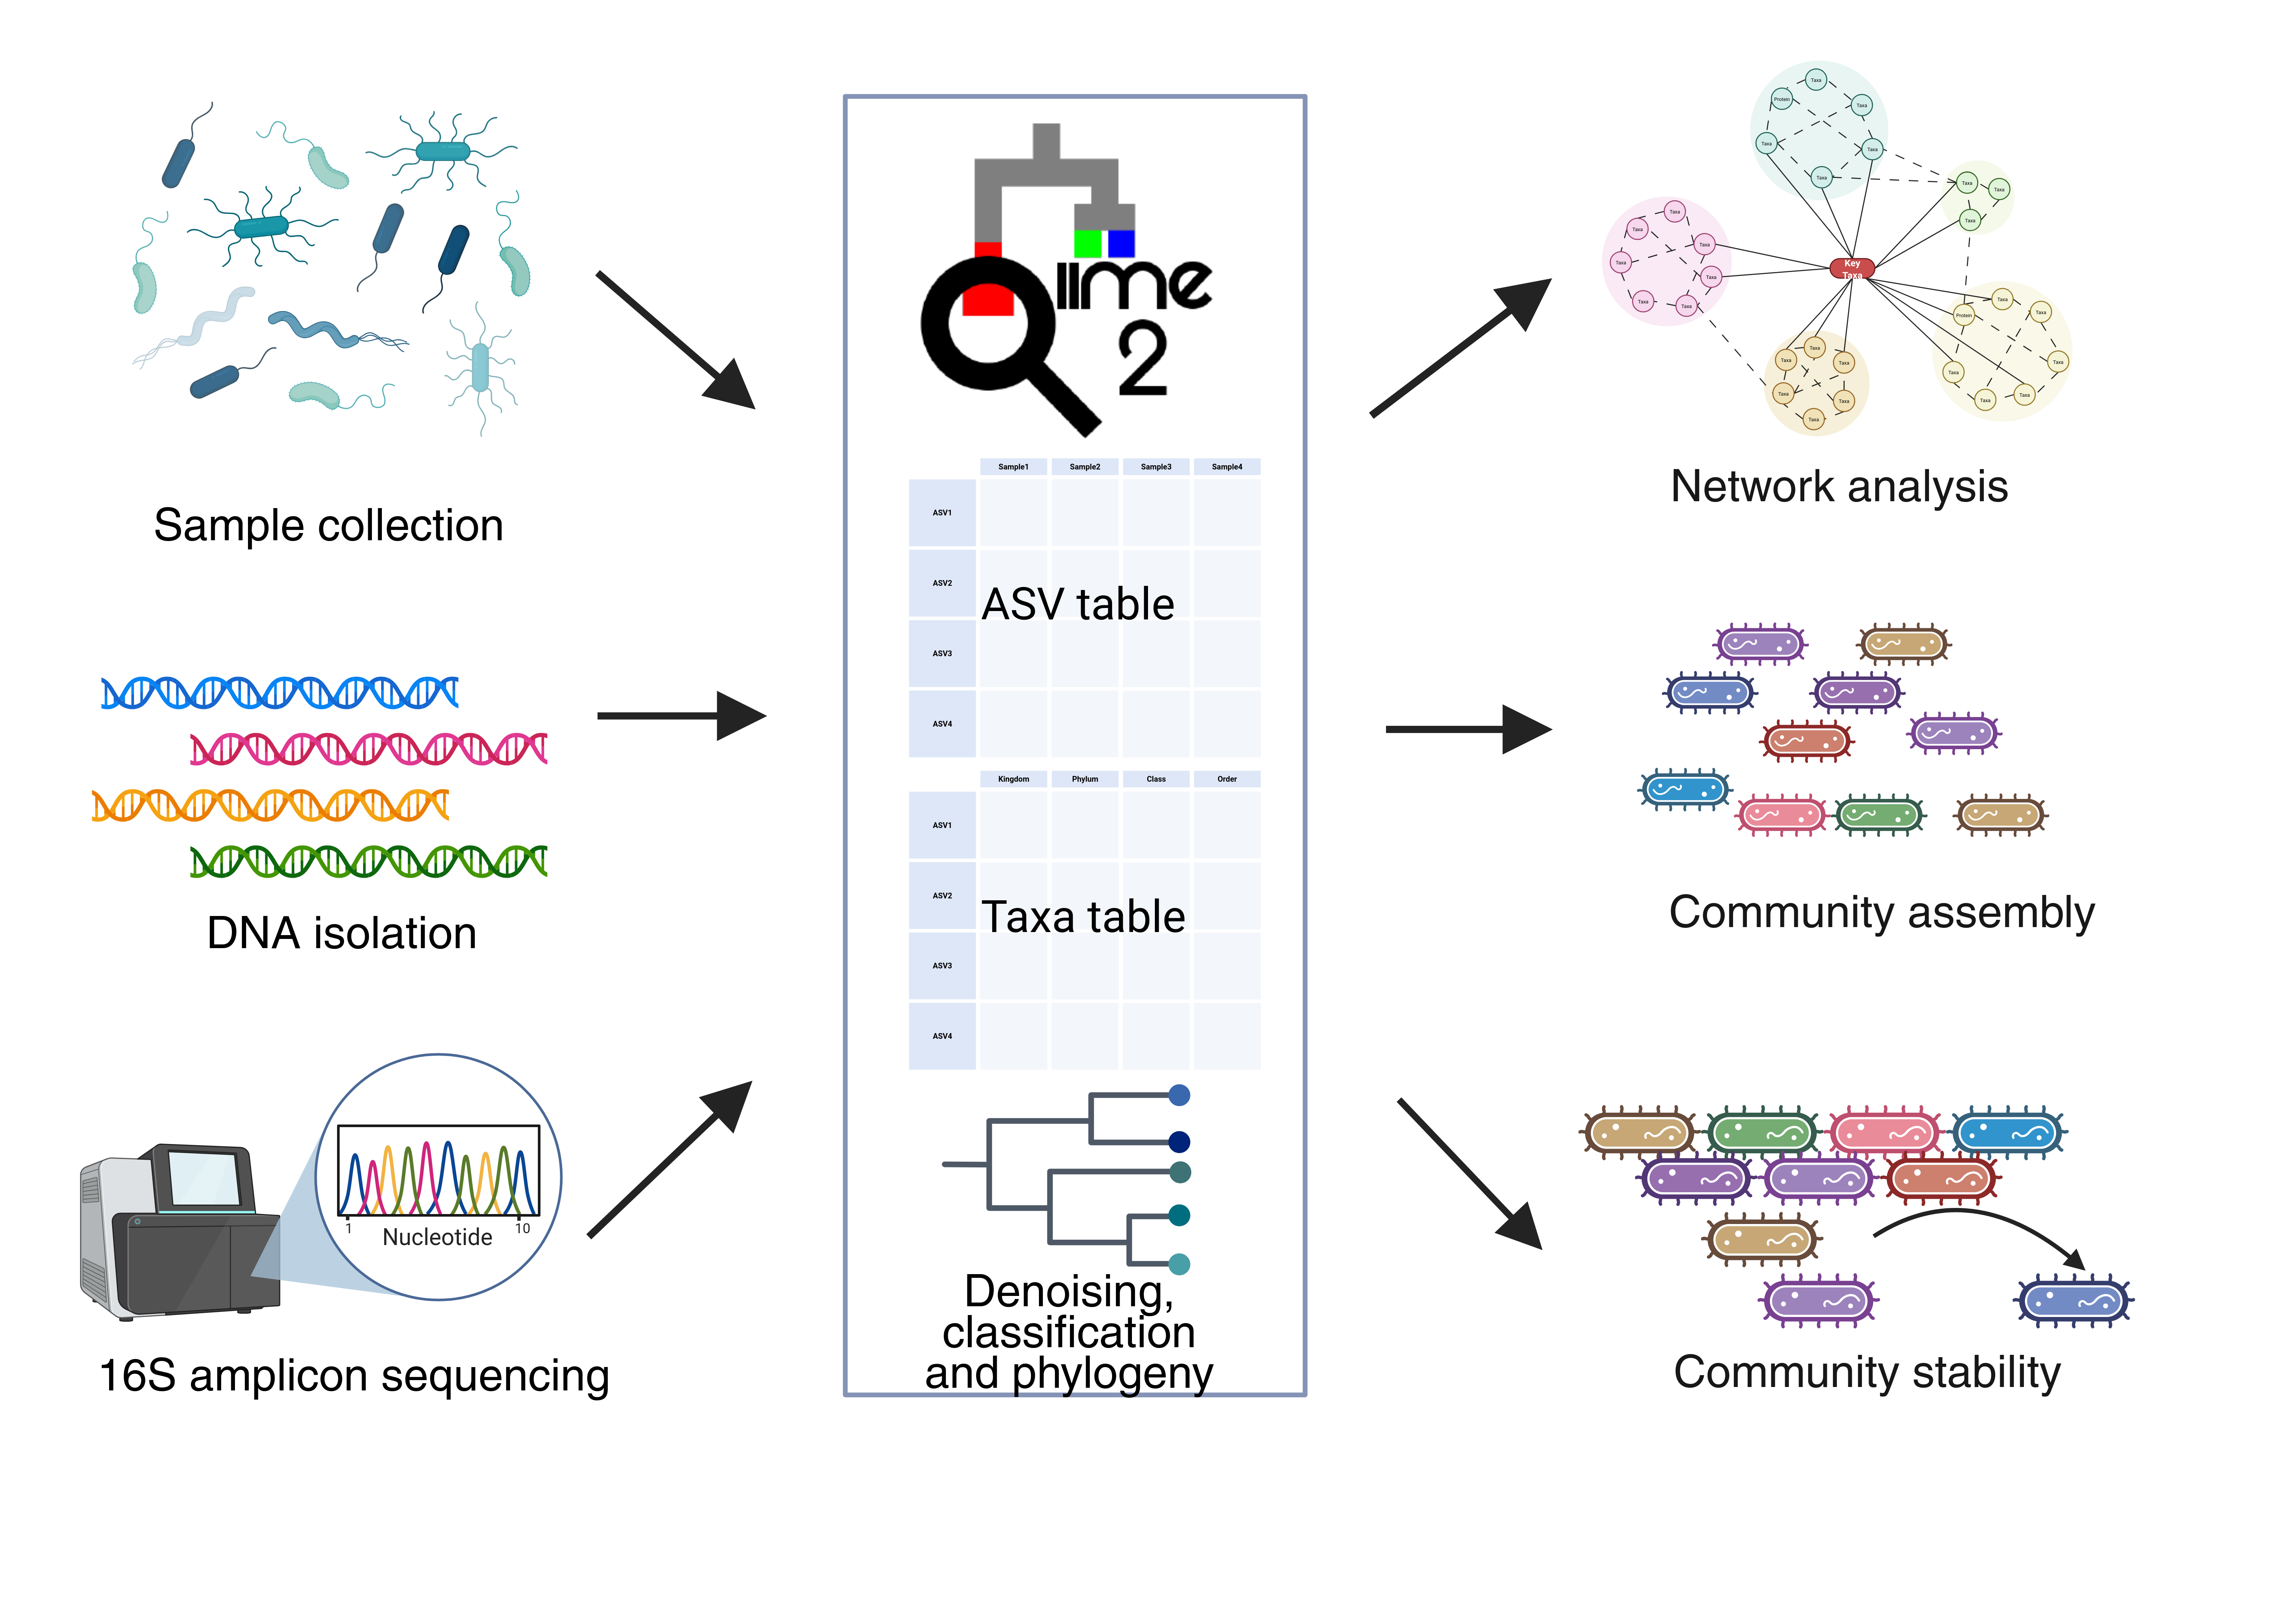 Sample collection
DNA isolation
1
10
Nucleotide
16S amplicon sequencing
IIme
2
Sample1 Sample2 Sample3 Sample4
ASV1
ASV2
ASV table
ASV3
ASV4
Kingdom Phylum Class Order
ASV1
ASV2
Taxa table
ASV3
ASV4
Denoising,
classification
and phylogeny
Taxa
Protein
Taxa
Taxa
Taxa
Taxa
Taxa
Taxa
Taxa
Taxa
Taxa
Taxa
Taxa
Taxa
Taxa
Taxa
Key
Taxa
Taxa
Protein
Taxa
Taxa
Taxa
Taxa
Taxa
Taxa
Taxa
Taxa
Taxa
Taxa
Taxa
Network analysis
Community assembly
Community stability